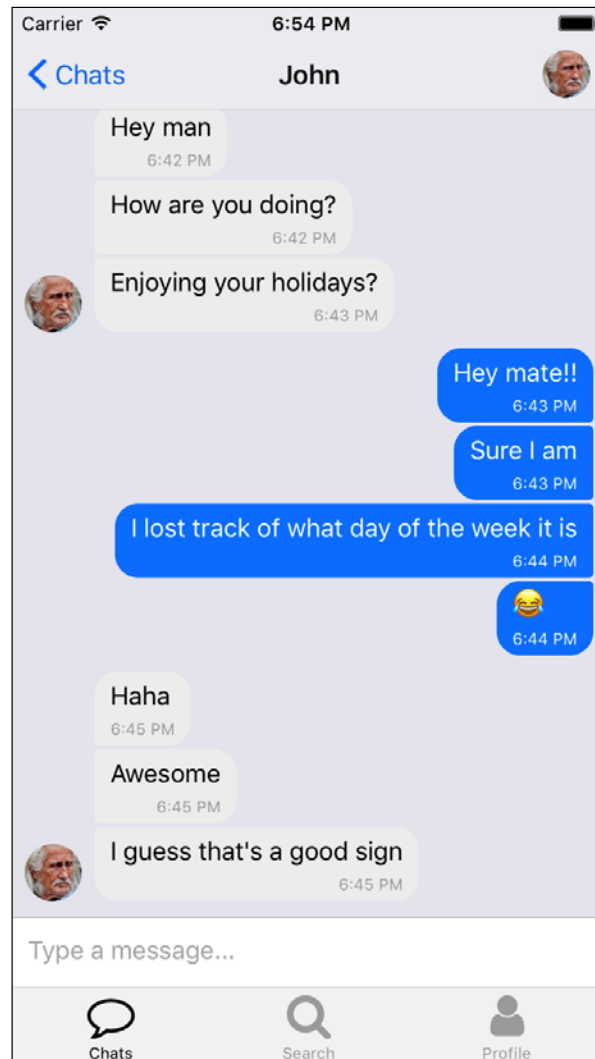 Carrier 6:54 PM
Chats John
Hey man
6:42 PM
How are you doing?
6:42 PM
Enjoying your holidays?
6:43 PM
Hey mate!!
6:43 PM
Sure I am
6:43 PM
I lost track of what day of the week it is
6:44 PM
😂
6:44 PM
Haha
6:45 PM
Awesome
6:45 PM
I guess that's a good sign
6:45 PM
Type a message...
Chats Search Profile